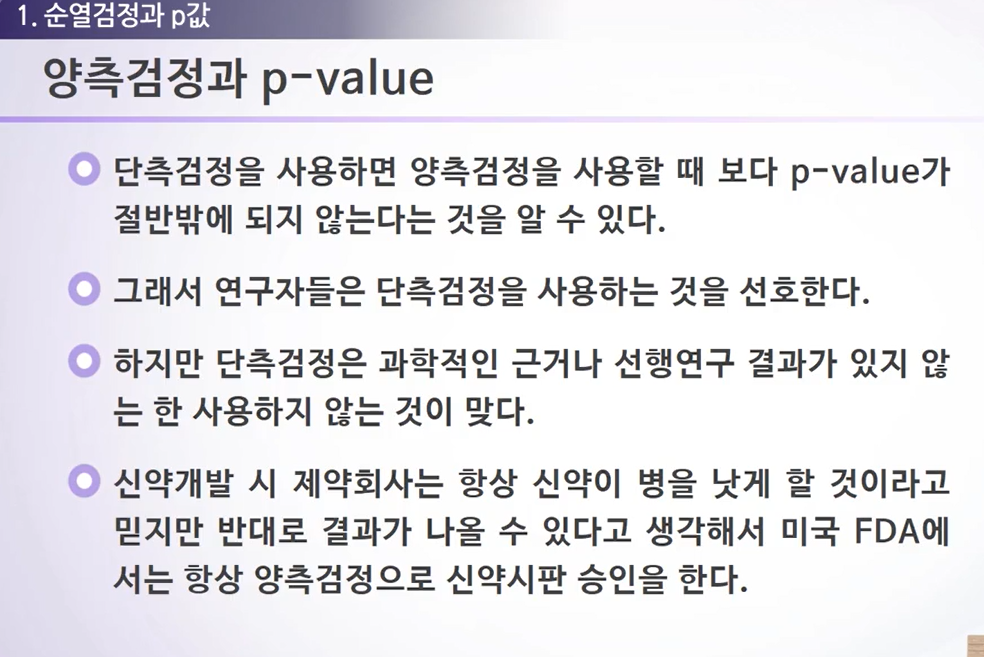 1. 순열검정과 p값
양측검정과 p-value
단측검정을 사용하면 양측검정을 사용할 때 보다 p-value가
절반밖에 되지 않는다는 것을 알 수 있다.
그래서 연구자들은 단측검정을 사용하는 것을 선호한다.
하지만 단측검정은 과학적인 근거나 선행연구 결과가 있지 않
는 한 사용하지 않는 것이 맞다.
신약개발 시 제약회사는 항상 신약이 병을 낫게 할 것이라고
믿지만 반대로 결과가 나올 수 있다고 생각해서 미국 FDA에
서는 항상 양측검정으로 신약시판 승인을 한다.